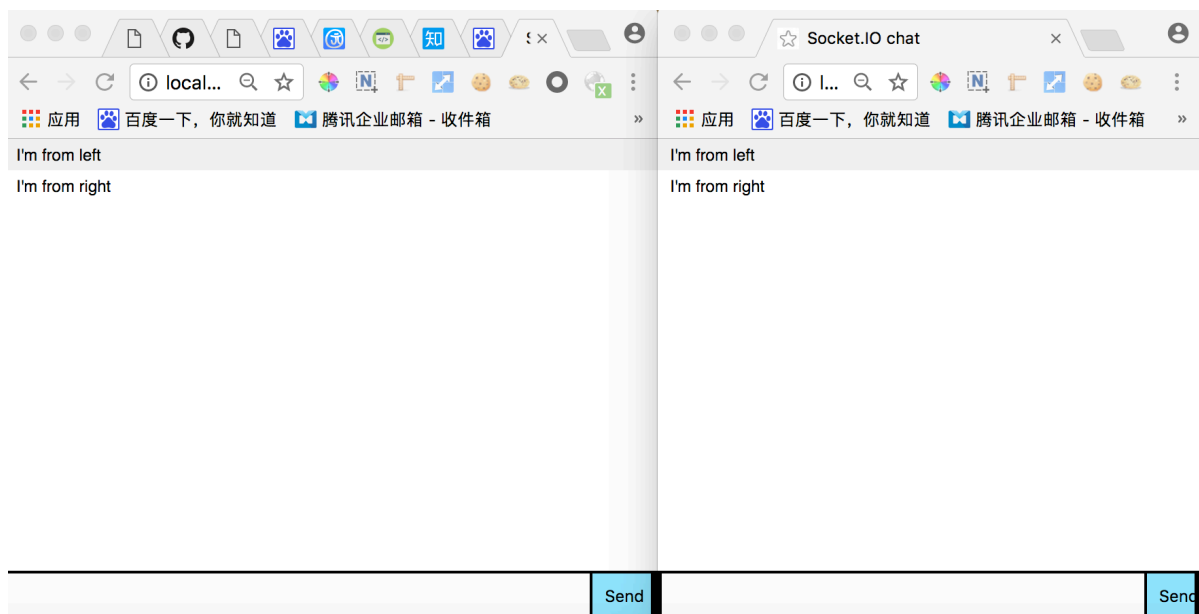 S
Socket.IO chat
local...
l...
应用 百度一下，你就知道 腾讯企业邮箱 - 收件箱 »
应用 百度一下，你就知道 腾讯企业邮箱 - 收件箱 »
I'm from left
I'm from right
I'm from left
I'm from right
Send
Send